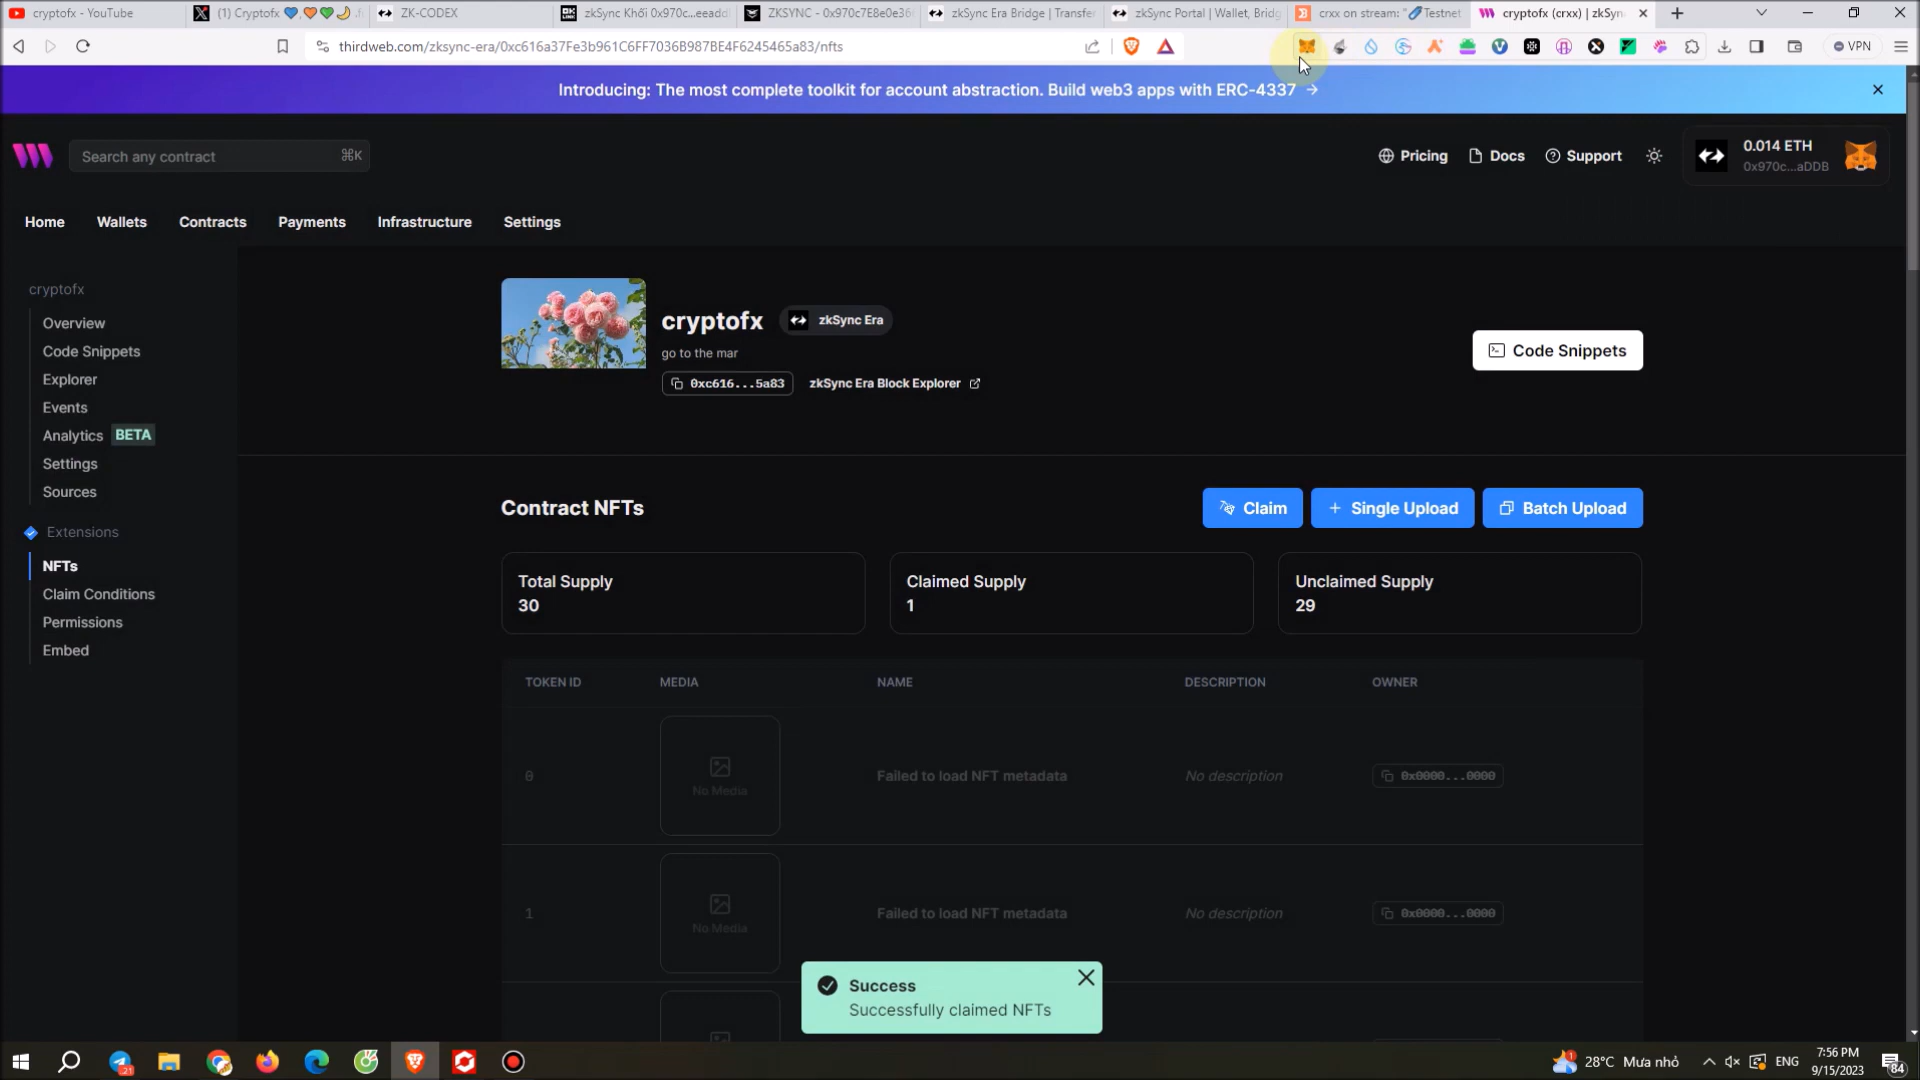 cryptofx - YouTube
(1) Cryptofx 💙,🧡💚🌙
ZK-CODEX
zkSync Khối 0x970c...eeadd
ZKSYNC - 0x970c7E8e0e36
zkSync Era Bridge | Transfer
zkSync Portal | Wallet, Bridg
crxx on stream: "🔗Testnet
cryptofx (crxx) | zkSyn
thirdweb.com/zksync-era/0xc616a37Fe3b961C6FF7036B987BE4F6245465a83/nfts
VPN
Introducing: The most complete toolkit for account abstraction. Build web3 apps with ERC-4337 →
Search any contract ⌘K
Pricing
Docs
Support
0.014 ETH
0x970c...aDDB
Home
Wallets
Contracts
Payments
Infrastructure
Settings
cryptofx
Overview
Code Snippets
Explorer
Events
Analytics BETA
Settings
Sources
Extensions
NFTs
Claim Conditions
Permissions
Embed
cryptofx
zkSync Era
go to the mar
0xc616...5a83
zkSync Era Block Explorer
Code Snippets
Contract NFTs
Claim
+ Single Upload
Batch Upload
Total Supply
30
Claimed Supply
1
Unclaimed Supply
29
TOKEN ID
MEDIA
NAME
DESCRIPTION
OWNER
0
No Media
Failed to load NFT metadata
No description
0x0000...0000
1
No Media
Failed to load NFT metadata
No description
0x0000...0000
Success
Successfully claimed NFTs
21
1
28°C Mưa nhỏ
ENG
7:56 PM
9/15/2023
84